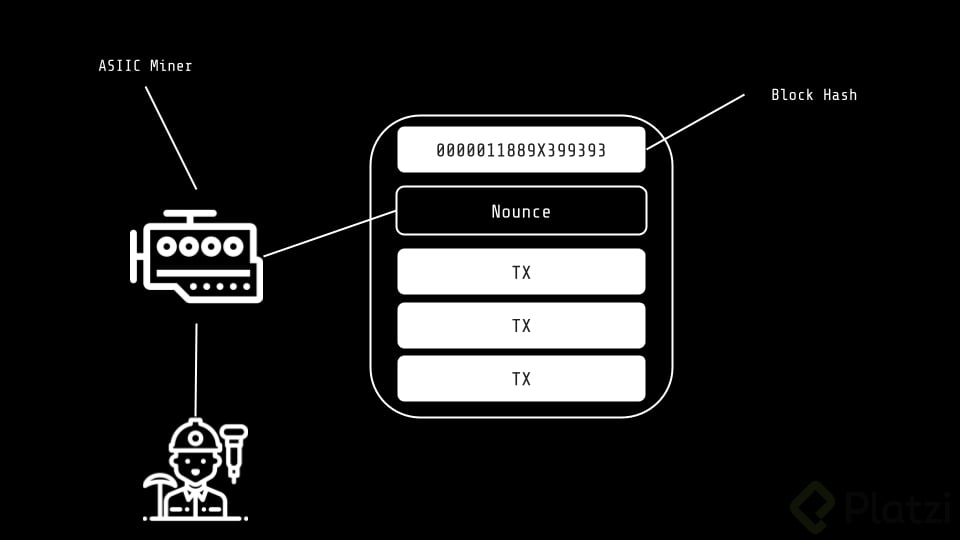 ASIIC Miner
Block Hash
0000011889X399393
Nounce
TX
TX
TX
Platzi